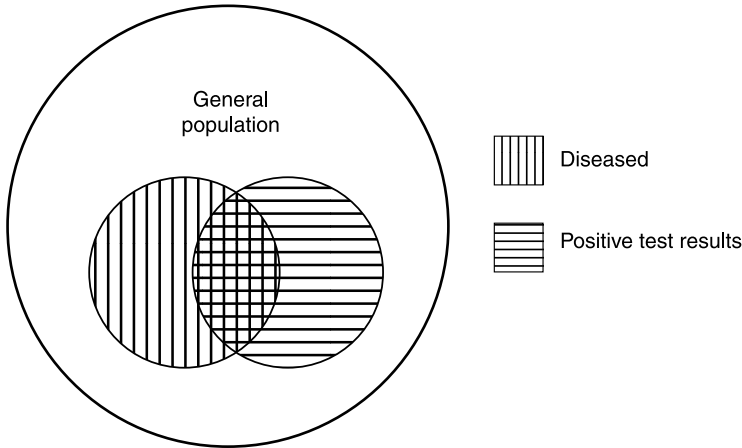 General
population
Diseased
Positive test results